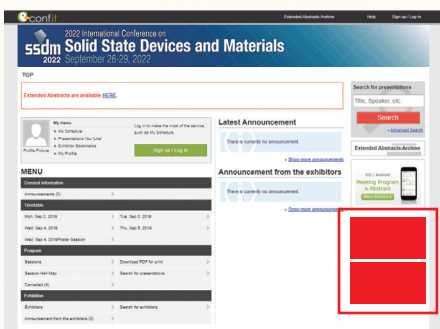 confit
Extended Abstracts Archive
Help
Sign up / Log in
2022 International Conference on
ssdm Solid State Devices and Materials
2022 September 26-29, 2022
TOP
Extended Abstracts are available HERE.
Search for presentations
Title, Speaker, etc.
Search
» Advanced Search
Extended Abstracts Archive
iOS / Android
Meeting Program
& Abstract
My menu
My Schedule
Presentations You 'Like'
Exhibitor Bookmarks
My Profile
Profile Picture
Log in to make the most of the service,
such as My Schedule.
Sign up / Log In
Latest Announcement
There is currently no announcement.
» Show more announcements
Announcement from the exhibitors
There is currently no announcement.
» Show more announcements
MENU
General information
Announcements (0)
Timetable
Mon. Sep 2, 2019
Tue. Sep 3, 2019
Wed. Sep 4, 2019
Thu. Sep 5, 2019
Wed. Sep 4, 2019Poster Session
Program
Sessions
Download PDF for print
Session Hall Map
Search for presentations
Cancelled (4)
Exhibition
Exhibitors
Search for exhibitors
Announcement from the exhibitors (0)